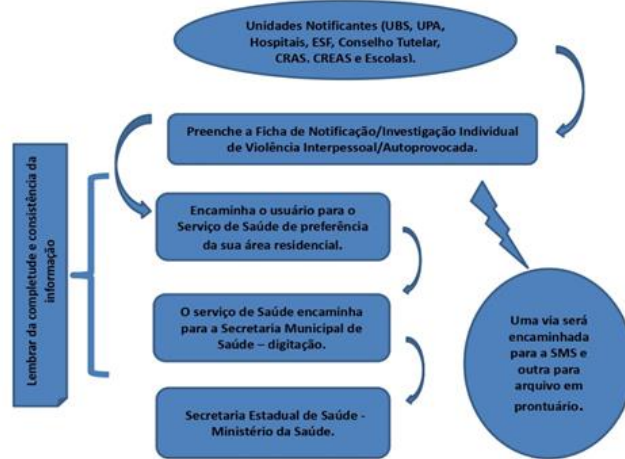 Unidades Notificantes (UBS, UPA,
Hospitais, ESF, Conselho Tutelar,
CRAS. CREAS e Escolas).
Preenche a Ficha de Notificação/Investigação Individual
de Violência Interpessoal/Autoprovocada.
Lembrar da completude e consistência da
informação
Encaminha o usuário para o
Serviço de Saúde de preferência
da sua área residencial.
O serviço de Saúde encaminha
para a Secretaria Municipal de
Saúde – digitação.
Secretaria Estadual de Saúde -
Ministério da Saúde.
Uma via será
encaminhada
para a SMS e
outra para
arquivo em
prontuário.